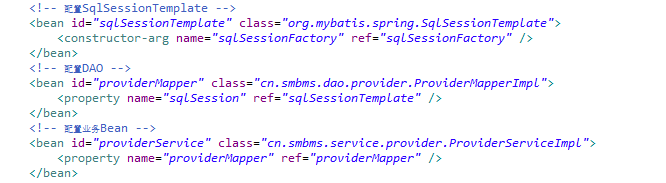 <!-- 配置SqlSessionTemplate -->
<bean id="sqlSessionTemplate" class="org.mybatis.spring.SqlSessionTemplate">
<constructor-arg name="sqlSessionFactory" ref="sqlSessionFactory" />
</bean>
<!-- 配置DAO -->
<bean id="providerMapper" class="cn.smbms.dao.provider.ProviderMapperImpl">
<property name="sqlSession" ref="sqlSessionTemplate" />
</bean>
<!-- 配置业务Bean -->
<bean id="providerService" class="cn.smbms.service.provider.ProviderServiceImpl">
<property name="providerMapper" ref="providerMapper" />
</bean>